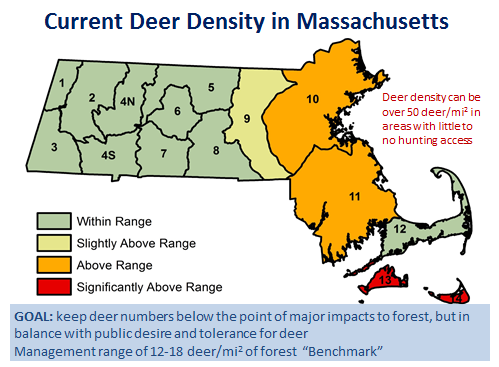 Current Deer Density in Massachusetts
1
2
4N
5
6
3
4S
7
8
9
10
Deer density can be
over 50 deer/mi² in
areas with little to
no hunting access
11
12
13
14
Within Range
Slightly Above Range
Above Range
Significantly Above Range
GOAL: keep deer numbers below the point of major impacts to forest, but in
balance with public desire and tolerance for deer
Management range of 12-18 deer/mi² of forest “Benchmark”